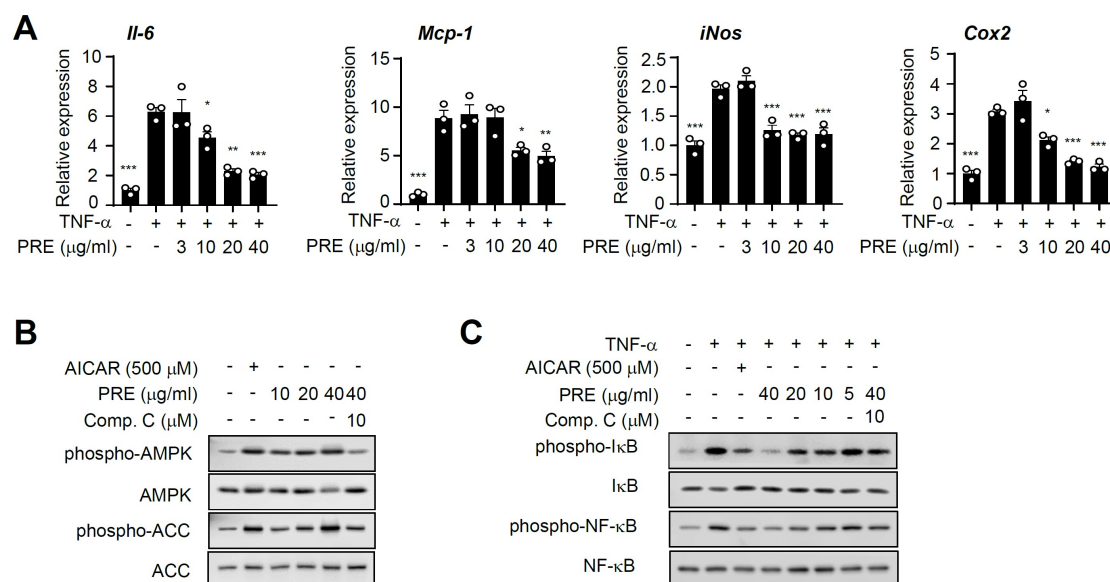 A
Il-6
Relative expression
10
8
6
4
2
0
***
*
**
***
TNF-α - + + + + +
PRE (μg/ml) - - 3 10 20 40
Mcp-1
Relative expression
15
10
5
0
***
*
**
TNF-α - + + + + +
PRE (μg/ml) - - 3 10 20 40
iNos
Relative expression
2.5
2.0
1.5
1.0
0.5
0.0
***
***
***
***
TNF-α - + + + + +
PRE (μg/ml) - - 3 10 20 40
Cox2
Relative expression
5
4
3
2
1
0
***
*
***
***
TNF-α - + + + + +
PRE (μg/ml) - - 3 10 20 40
B
AICAR (500 μM) - + - - - -
PRE (μg/ml) - - 10 20 40 40
Comp. C (μM) - - - - - 10
phospho-AMPK
AMPK
phospho-ACC
ACC
C
TNF-α - + + + + + + +
AICAR (500 μM) - - + - - - - -
PRE (μg/ml) - - - 40 20 10 5 40
Comp. C (μM) - - - - - - - 10
phospho-IκB
IκB
phospho-NF-κB
NF-κB